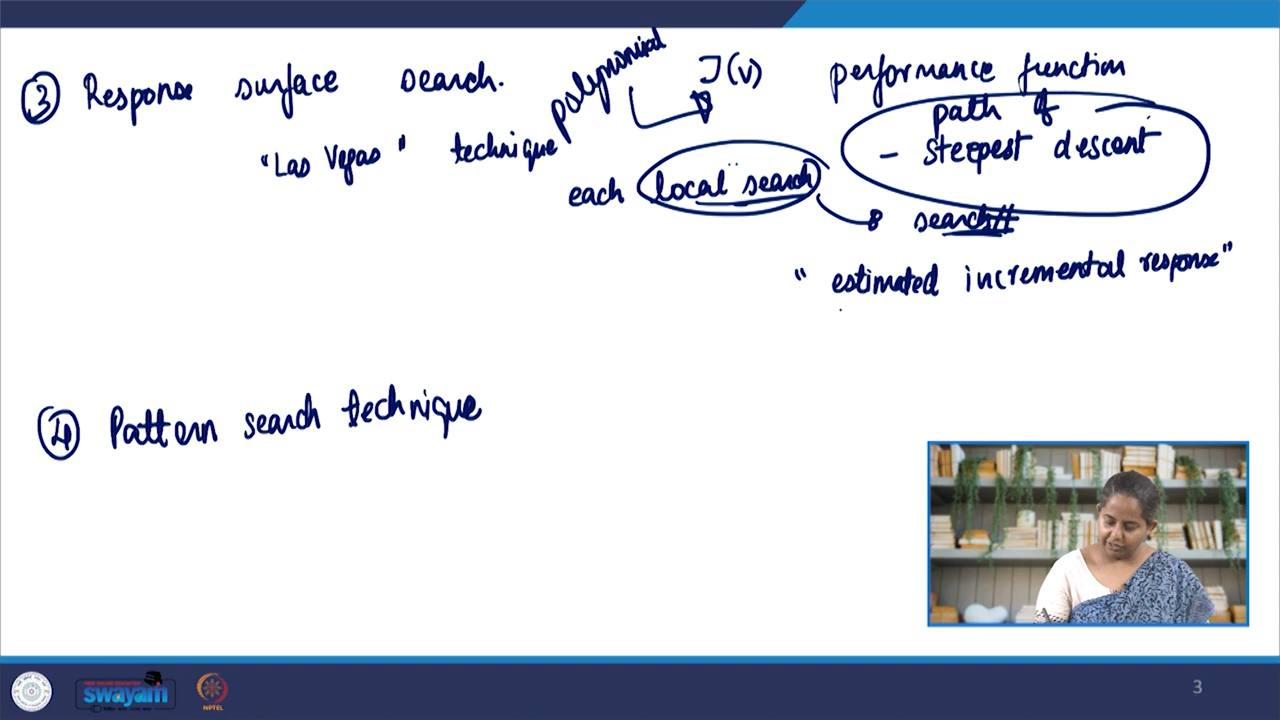 ③ Response surface search.
"Las Vegas" technique
polynomial
J(v) performance function
path of
- steepest descent
each local search
search
"estimated incremental response"
④ Pattern search technique
swayam
NPTEL
3